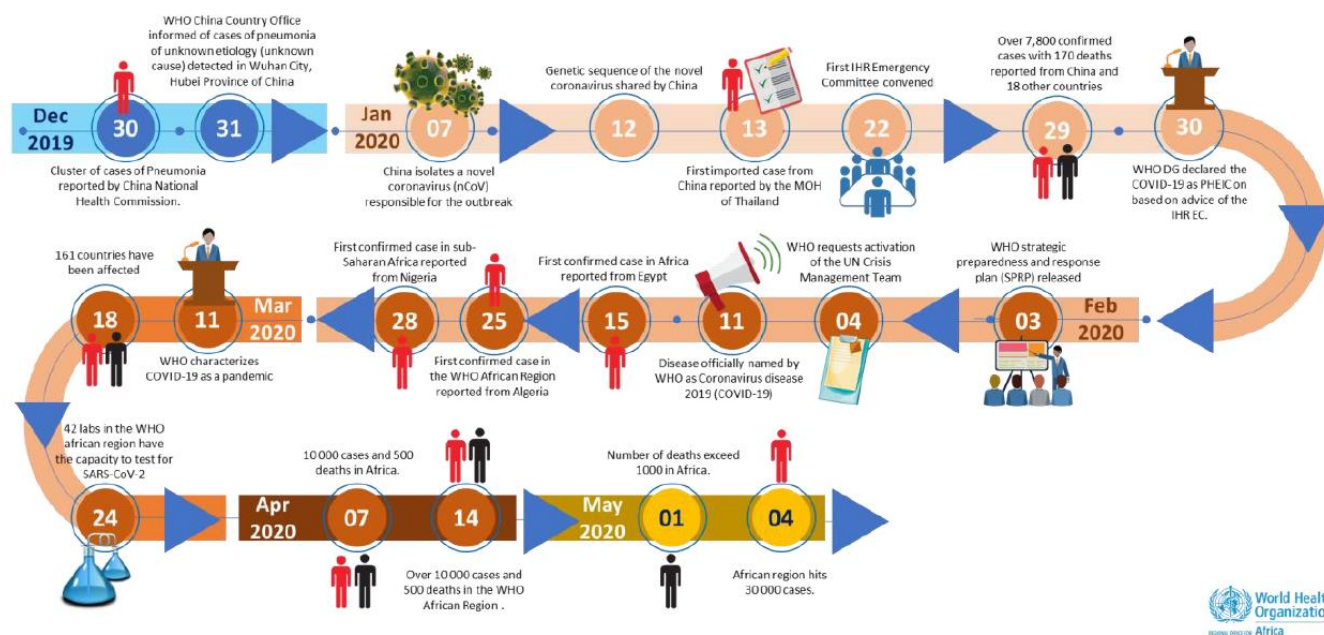 WHO China Country Office
informed of cases of pneumonia
of unknown etiology (unknown
cause) detected in Wuhan City,
Hubei Province of China
Dec
2019
30
31
Cluster of cases of Pneumonia
reported by China National
Health Commission.
Jan
2020
07
China isolates a novel
coronavirus (nCoV)
responsible for the outbreak
Genetic sequence of the novel
coronavirus shared by China
12
13
First imported case from
China reported by the MOH
of Thailand
First IHR Emergency
Committee convened
22
Over 7,800 confirmed
cases with 170 deaths
reported from China and
18 other countries
29
30
WHO DG declared the
COVID-19 as PHEIC on
based on advice of the
IHR EC.
Feb
2020
WHO strategic
preparedness and response
plan (SPRP) released
03
WHO requests activation
of the UN Crisis
Management Team
04
11
Disease officially named by
WHO as Coronavirus disease
2019 (COVID-19)
First confirmed case in Africa
reported from Egypt
15
25
First confirmed case in
the WHO African Region
reported from Algeria
First confirmed case in sub-
Saharan Africa reported
from Nigeria
28
Mar
2020
11
WHO characterizes
COVID-19 as a pandemic
161 countries have
been affected
18
42 labs in the WHO
african region have
the capacity to test for
SARS-CoV-2
24
Apr
2020
10 000 cases and 500
deaths in Africa.
07
14
Over 10 000 cases and
500 deaths in the WHO
African Region .
May
2020
Number of deaths exceed
1000 in Africa.
01
04
African region hits
30 000 cases.
World Health
Organization
REGIONAL OFFICE FOR Africa